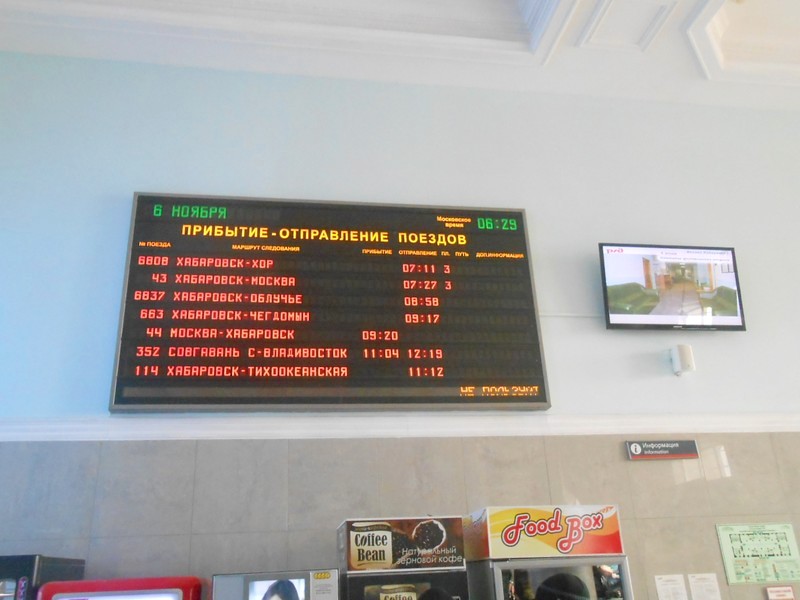 6 НОЯБРЯ
Московское время 06:29
ПРИБЫТИЕ-ОТПРАВЛЕНИЕ ПОЕЗДОВ
№ ПОЕЗДА МАРШРУТ СЛЕДОВАНИЯ ПРИБЫТИЕ ОТПРАВЛЕНИЕ ПЛ. ПУТЬ ДОП.ИНФОРМАЦИЯ
6808 ХАБАРОВСК-ХОР 07:11 3
43 ХАБАРОВСК-МОСКВА 07:27 3
6837 ХАБАРОВСК-ОБЛУЧЬЕ 08:58
663 ХАБАРОВСК-ЧЕГДОМЫН 09:17
44 МОСКВА-ХАБАРОВСК 09:20
352 СОВГАВАНЬ С-ВЛАДИВОСТОК 11:04 12:19
114 ХАБАРОВСК-ТИХООКЕАНСКАЯ 11:12
i Информация
Information
Coffee Bean
Натуральный зерновой кофе
Food Box
Coffee